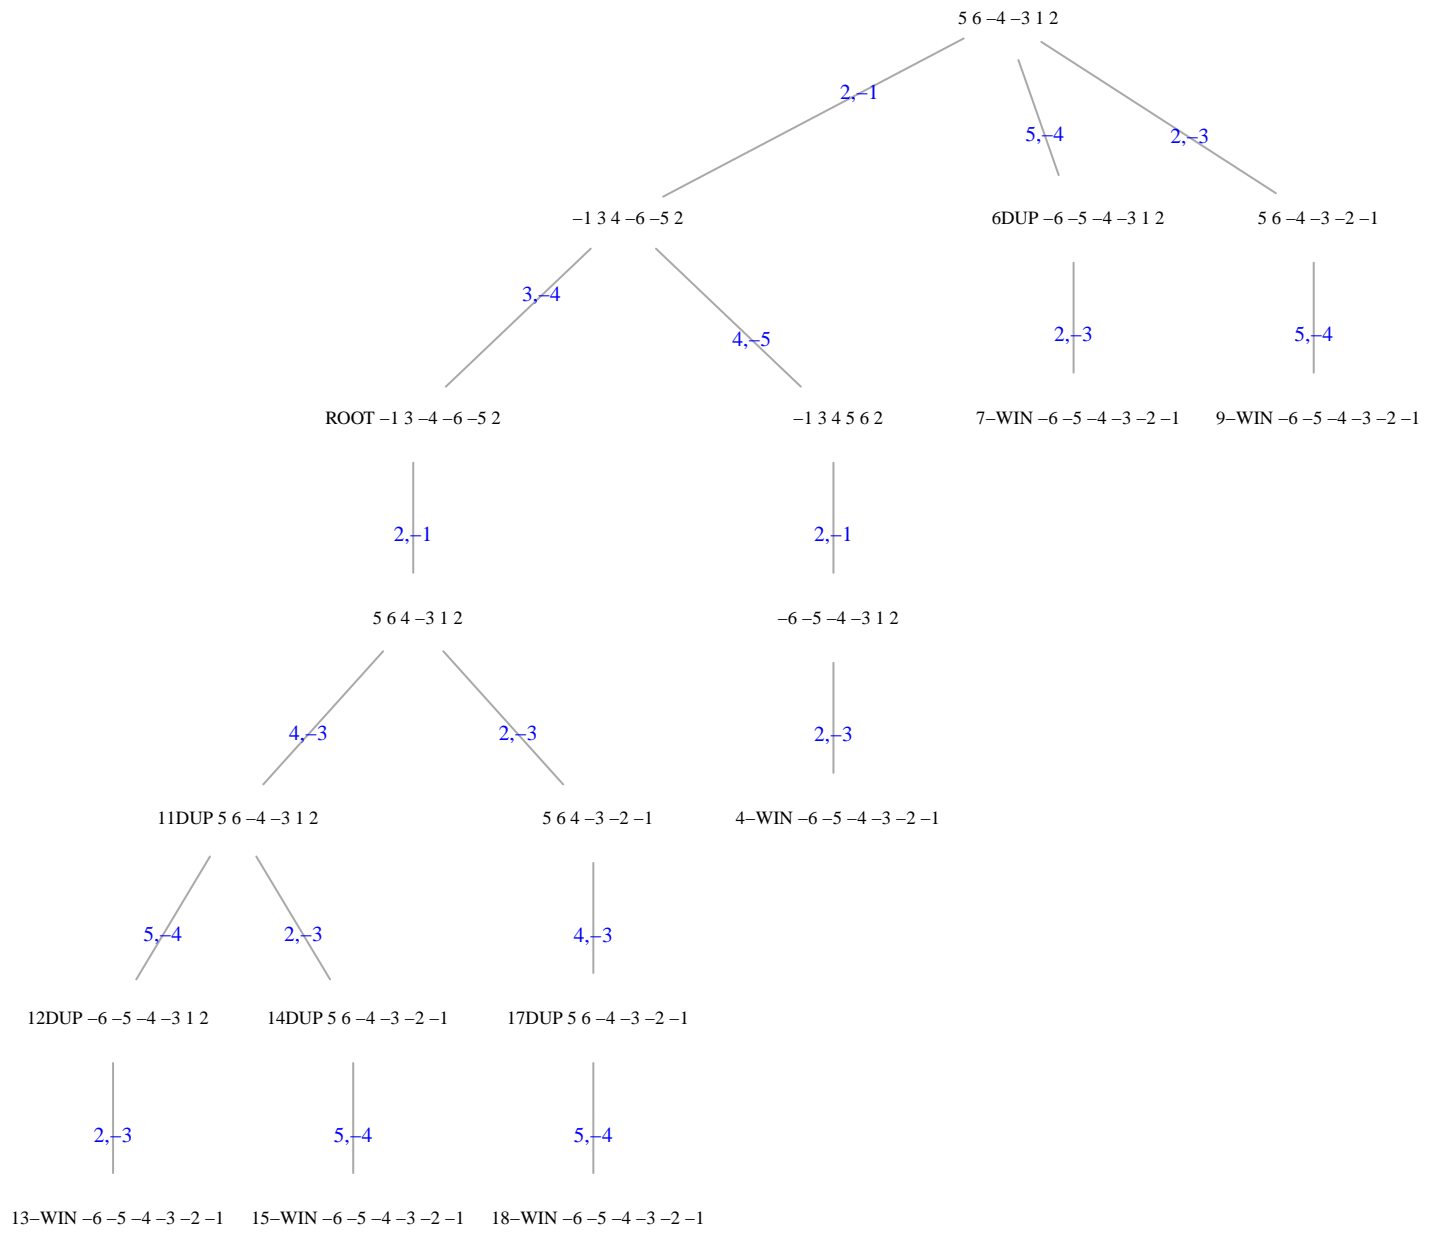 5 6 –4 –3 1 2
2,–1
5,–4
2,–3
–1 3 4 –6 –5 2
6DUP –6 –5 –4 –3 1 2
5 6 –4 –3 –2 –1
3,–4
4,–5
2,–3
5,–4
ROOT –1 3 –4 –6 –5 2
–1 3 4 5 6 2
7–WIN –6 –5 –4 –3 –2 –1
9–WIN –6 –5 –4 –3 –2 –1
2,–1
2,–1
5 6 4 –3 1 2
–6 –5 –4 –3 1 2
4,–3
2,–3
2,–3
11DUP 5 6 –4 –3 1 2
5 6 4 –3 –2 –1
4–WIN –6 –5 –4 –3 –2 –1
5,–4
2,–3
4,–3
12DUP –6 –5 –4 –3 1 2
14DUP 5 6 –4 –3 –2 –1
17DUP 5 6 –4 –3 –2 –1
2,–3
5,–4
5,–4
13–WIN –6 –5 –4 –3 –2 –1
15–WIN –6 –5 –4 –3 –2 –1
18–WIN –6 –5 –4 –3 –2 –1